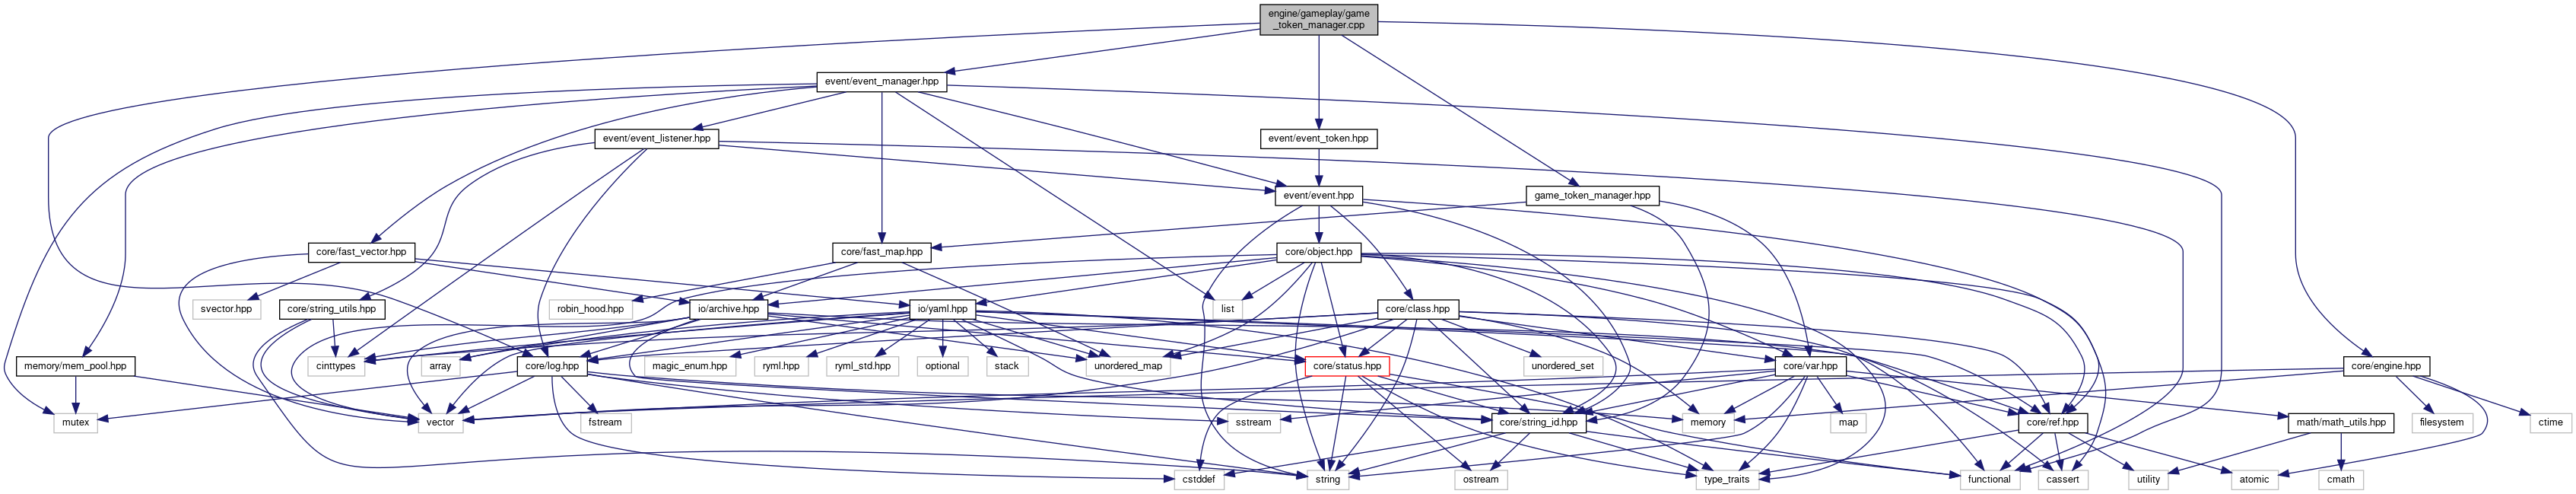 engine/gameplay/game
_token_manager.cpp
event/event_manager.hpp
event/event_listener.hpp
event/event_token.hpp
event/event.hpp
game_token_manager.hpp
core/fast_vector.hpp
core/fast_map.hpp
core/object.hpp
svector.hpp
core/string_utils.hpp
robin_hood.hpp
io/archive.hpp
io/yaml.hpp
list
core/class.hpp
memory/mem_pool.hpp
cinttypes
array
core/log.hpp
magic_enum.hpp
ryml.hpp
ryml_std.hpp
optional
stack
unordered_map
core/status.hpp
unordered_set
core/var.hpp
core/engine.hpp
mutex
vector
fstream
sstream
memory
core/string_id.hpp
map
core/ref.hpp
math/math_utils.hpp
filesystem
ctime
cstddef
string
ostream
type_traits
functional
cassert
utility
atomic
cmath